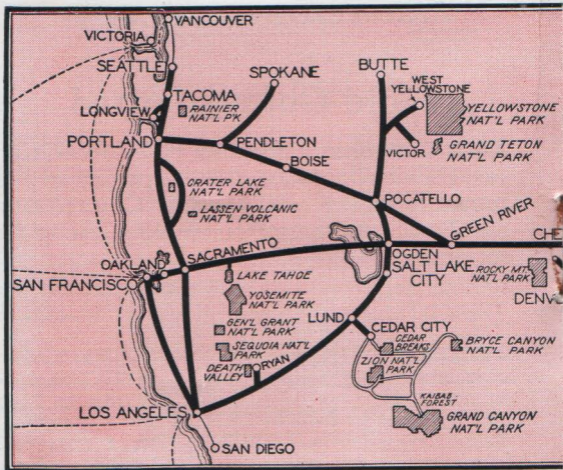 VANCOUVER
VICTORIA
SEATTLE
SPOKANE
BUTTE
WEST
YELLOWSTONE
TACOMA
RAINIER
NAT'L P'K
YELLOWSTONE
NAT'L PARK
LONGVIEW
PORTLAND
PENDLETON
VICTOR
GRAND TETON
NAT'L PARK
BOISE
CRATER LAKE
NAT'L PARK
POCATELLO
LASSEN VOLCANIC
NAT'L PARK
GREEN RIVER
OAKLAND
SACRAMENTO
OGDEN
CHE
SAN FRANCISCO
LAKE TAHOE
SALT LAKE
CITY
ROCKY MT.
NAT'L PARK
DENV
YOSEMITE
NAT'L PARK
LUND
GEN'L GRANT
NAT'L PARK
CEDAR CITY
SEQUOIA NAT'L
PARK
CEDAR
BREAKS
BRYCE CANYON
NAT'L PARK
DEATH
VALLEY
RYAN
ZION NAT'L
PARK
KAIBAB
FOREST
LOS ANGELES
GRAND CANYON
NAT'L PARK
SAN DIEGO